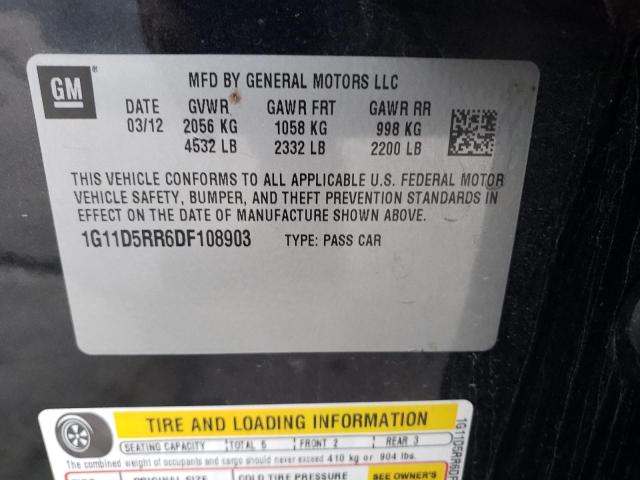 GM
MFD BY GENERAL MOTORS LLC
DATE GVWR GAWR FRT GAWR RR
03/12 2056 KG 1058 KG 998 KG
4532 LB 2332 LB 2200 LB
THIS VEHICLE CONFORMS TO ALL APPLICABLE U.S. FEDERAL MOTOR
VEHICLE SAFETY, BUMPER, AND THEFT PREVENTION STANDARDS IN
EFFECT ON THE DATE OF MANUFACTURE SHOWN ABOVE.
1G11D5RR6DF108903 TYPE: PASS CAR
TIRE AND LOADING INFORMATION
SEATING CAPACITY TOTAL 5 FRONT 2 REAR 3
The combined weight of occupants and cargo should never exceed 410 kg or 904 lbs.
ORIGINAL SIZE COLD TIRE PRESSURE SEE OWNER'S
1G11D5RR6DF